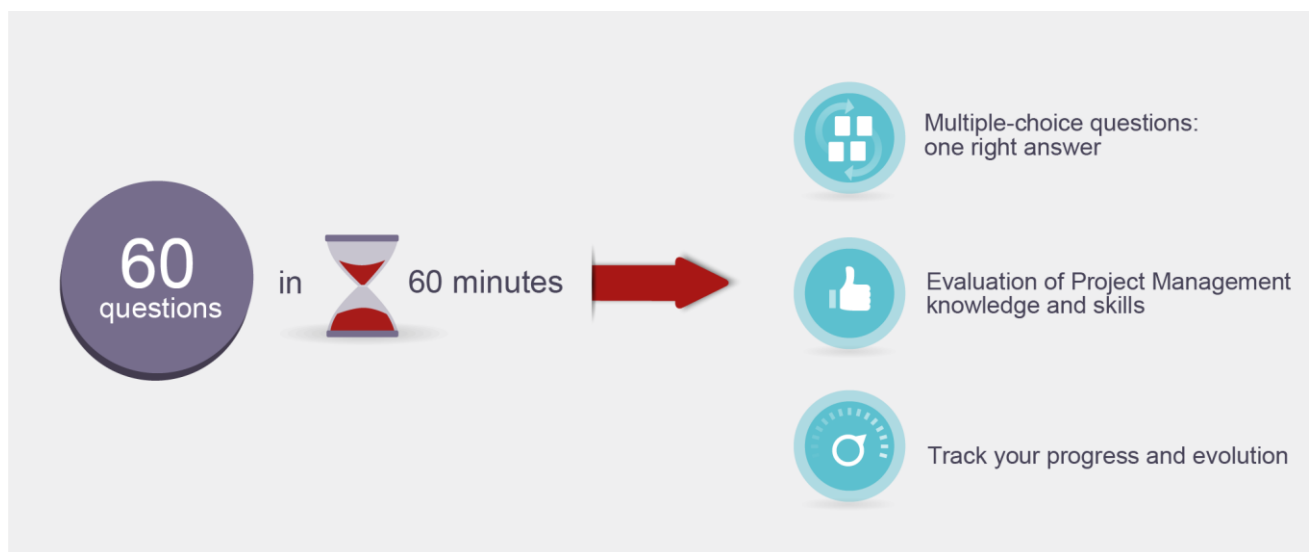 60
questions
in
60 minutes
Multiple-choice questions:
one right answer
Evaluation of Project Management
knowledge and skills
Track your progress and evolution